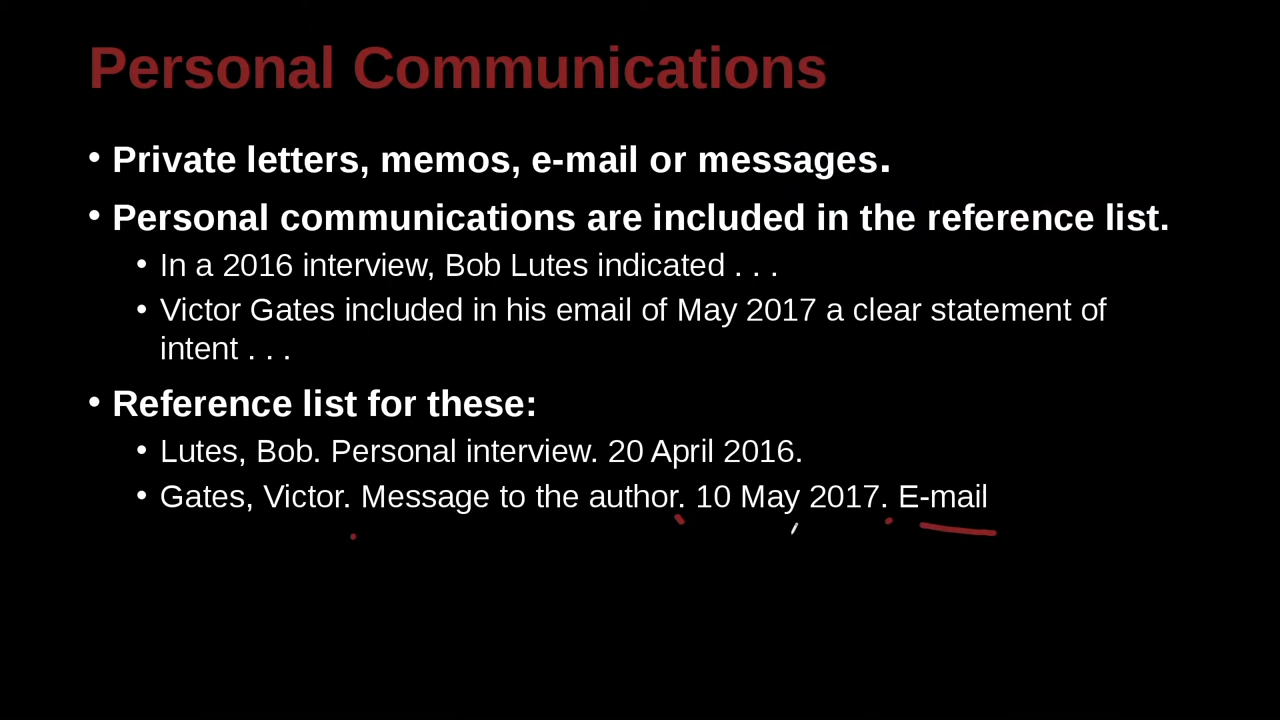 Personal Communications
• Private letters, memos, e-mail or messages.
• Personal communications are included in the reference list.
• In a 2016 interview, Bob Lutes indicated . . .
• Victor Gates included in his email of May 2017 a clear statement of
intent . . .
• Reference list for these:
• Lutes, Bob. Personal interview. 20 April 2016.
• Gates, Victor. Message to the author. 10 May 2017. E-mail